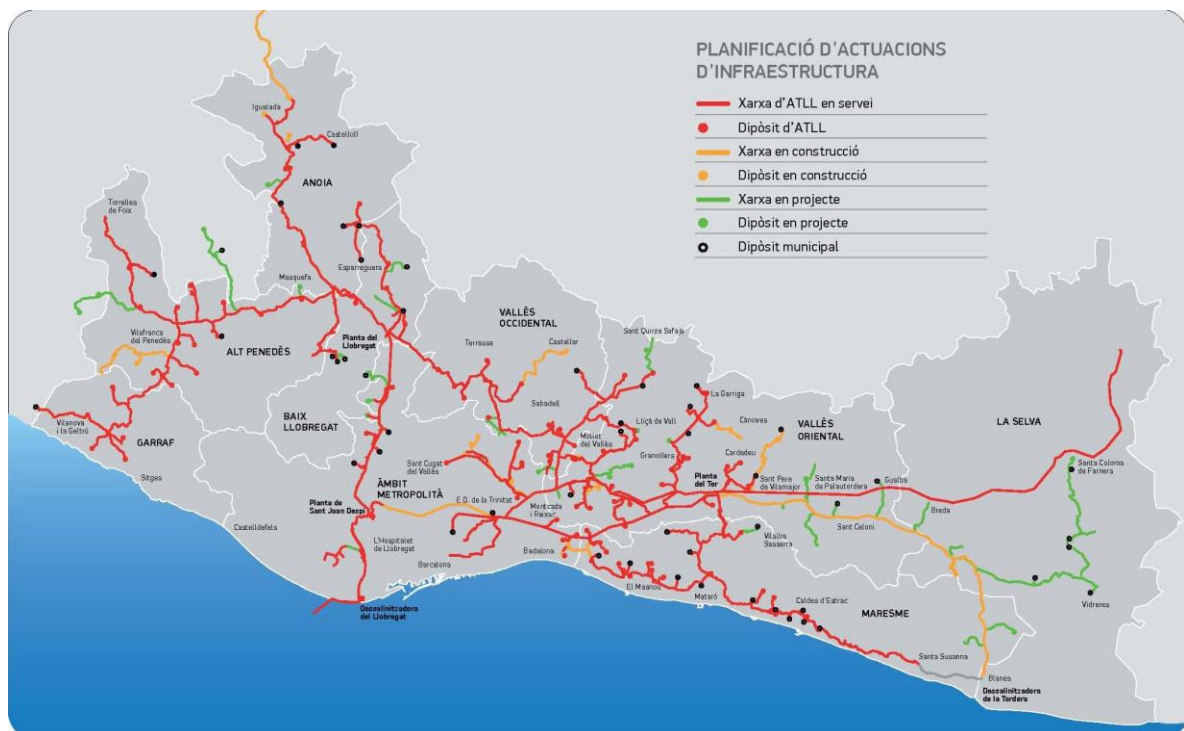 PLANIFICACIÓ D'ACTUACIONS
D'INFRAESTRUCTURA
Xarxa d'ATLL en servei
Dipòsit d'ATLL
Xarxa en construcció
Dipòsit en construcció
Xarxa en projecte
Dipòsit en projecte
Dipòsit municipal
Igualada
Castellolí
ANOIA
Torrelles
de Foix
Masquefa
Esparreguera
Vilafranca
del Penedès
ALT PENEDÈS
Planta del
Llobregat
VALLÈS
OCCIDENTAL
Terrassa
Castellar
Sant Quirze Safaja
Sabadell
La Garriga
Lliçà de Vall
Cànoves
VALLÈS
ORIENTAL
LA SELVA
Vilanova
i la Geltrú
GARRAF
BAIX
LLOBREGAT
Mollet
del Vallès
Granollers
Cardedeu
Santa Coloma
de Farners
Sant Cugat
del Vallès
Planta
del Ter
Sant Pere
de Vilamajor
Santa Maria
de Palautordera
Gualba
Sitges
ÀMBIT
METROPOLITÀ
E.D. de la Trinitat
Montcada
i Reixac
Breda
Planta de
Sant Joan Despí
Sant Celoni
Castelldefels
L'Hospitalet
de Llobregat
Vilalba
Sasserra
Badalona
Barcelona
El Masnou
Mataró
Caldes d'Estrac
MARESME
Vidreres
Dessalinitzadora
del Llobregat
Santa Susanna
Blanes
Dessalinitzadora
de la Tordera